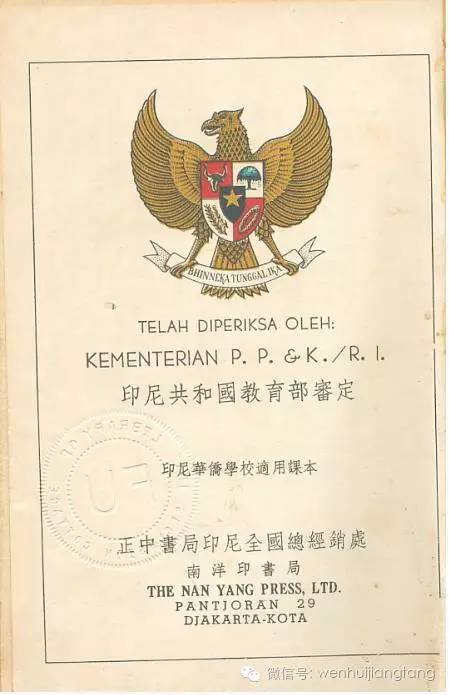 BHINNEKA TUNGGAL IKA
TELAH DIPERIKSA OLEH:
KEMENTERIAN P. P. & K./R. I.
印尼共和國教育部審定
印尼華僑學校適用課本
正中書局印尼全國總經銷處
南洋印書局
THE NAN YANG PRESS, LTD.
PANTJORAN 29
DJAKARTA-KOTA
微信号: wenhuijiangtang